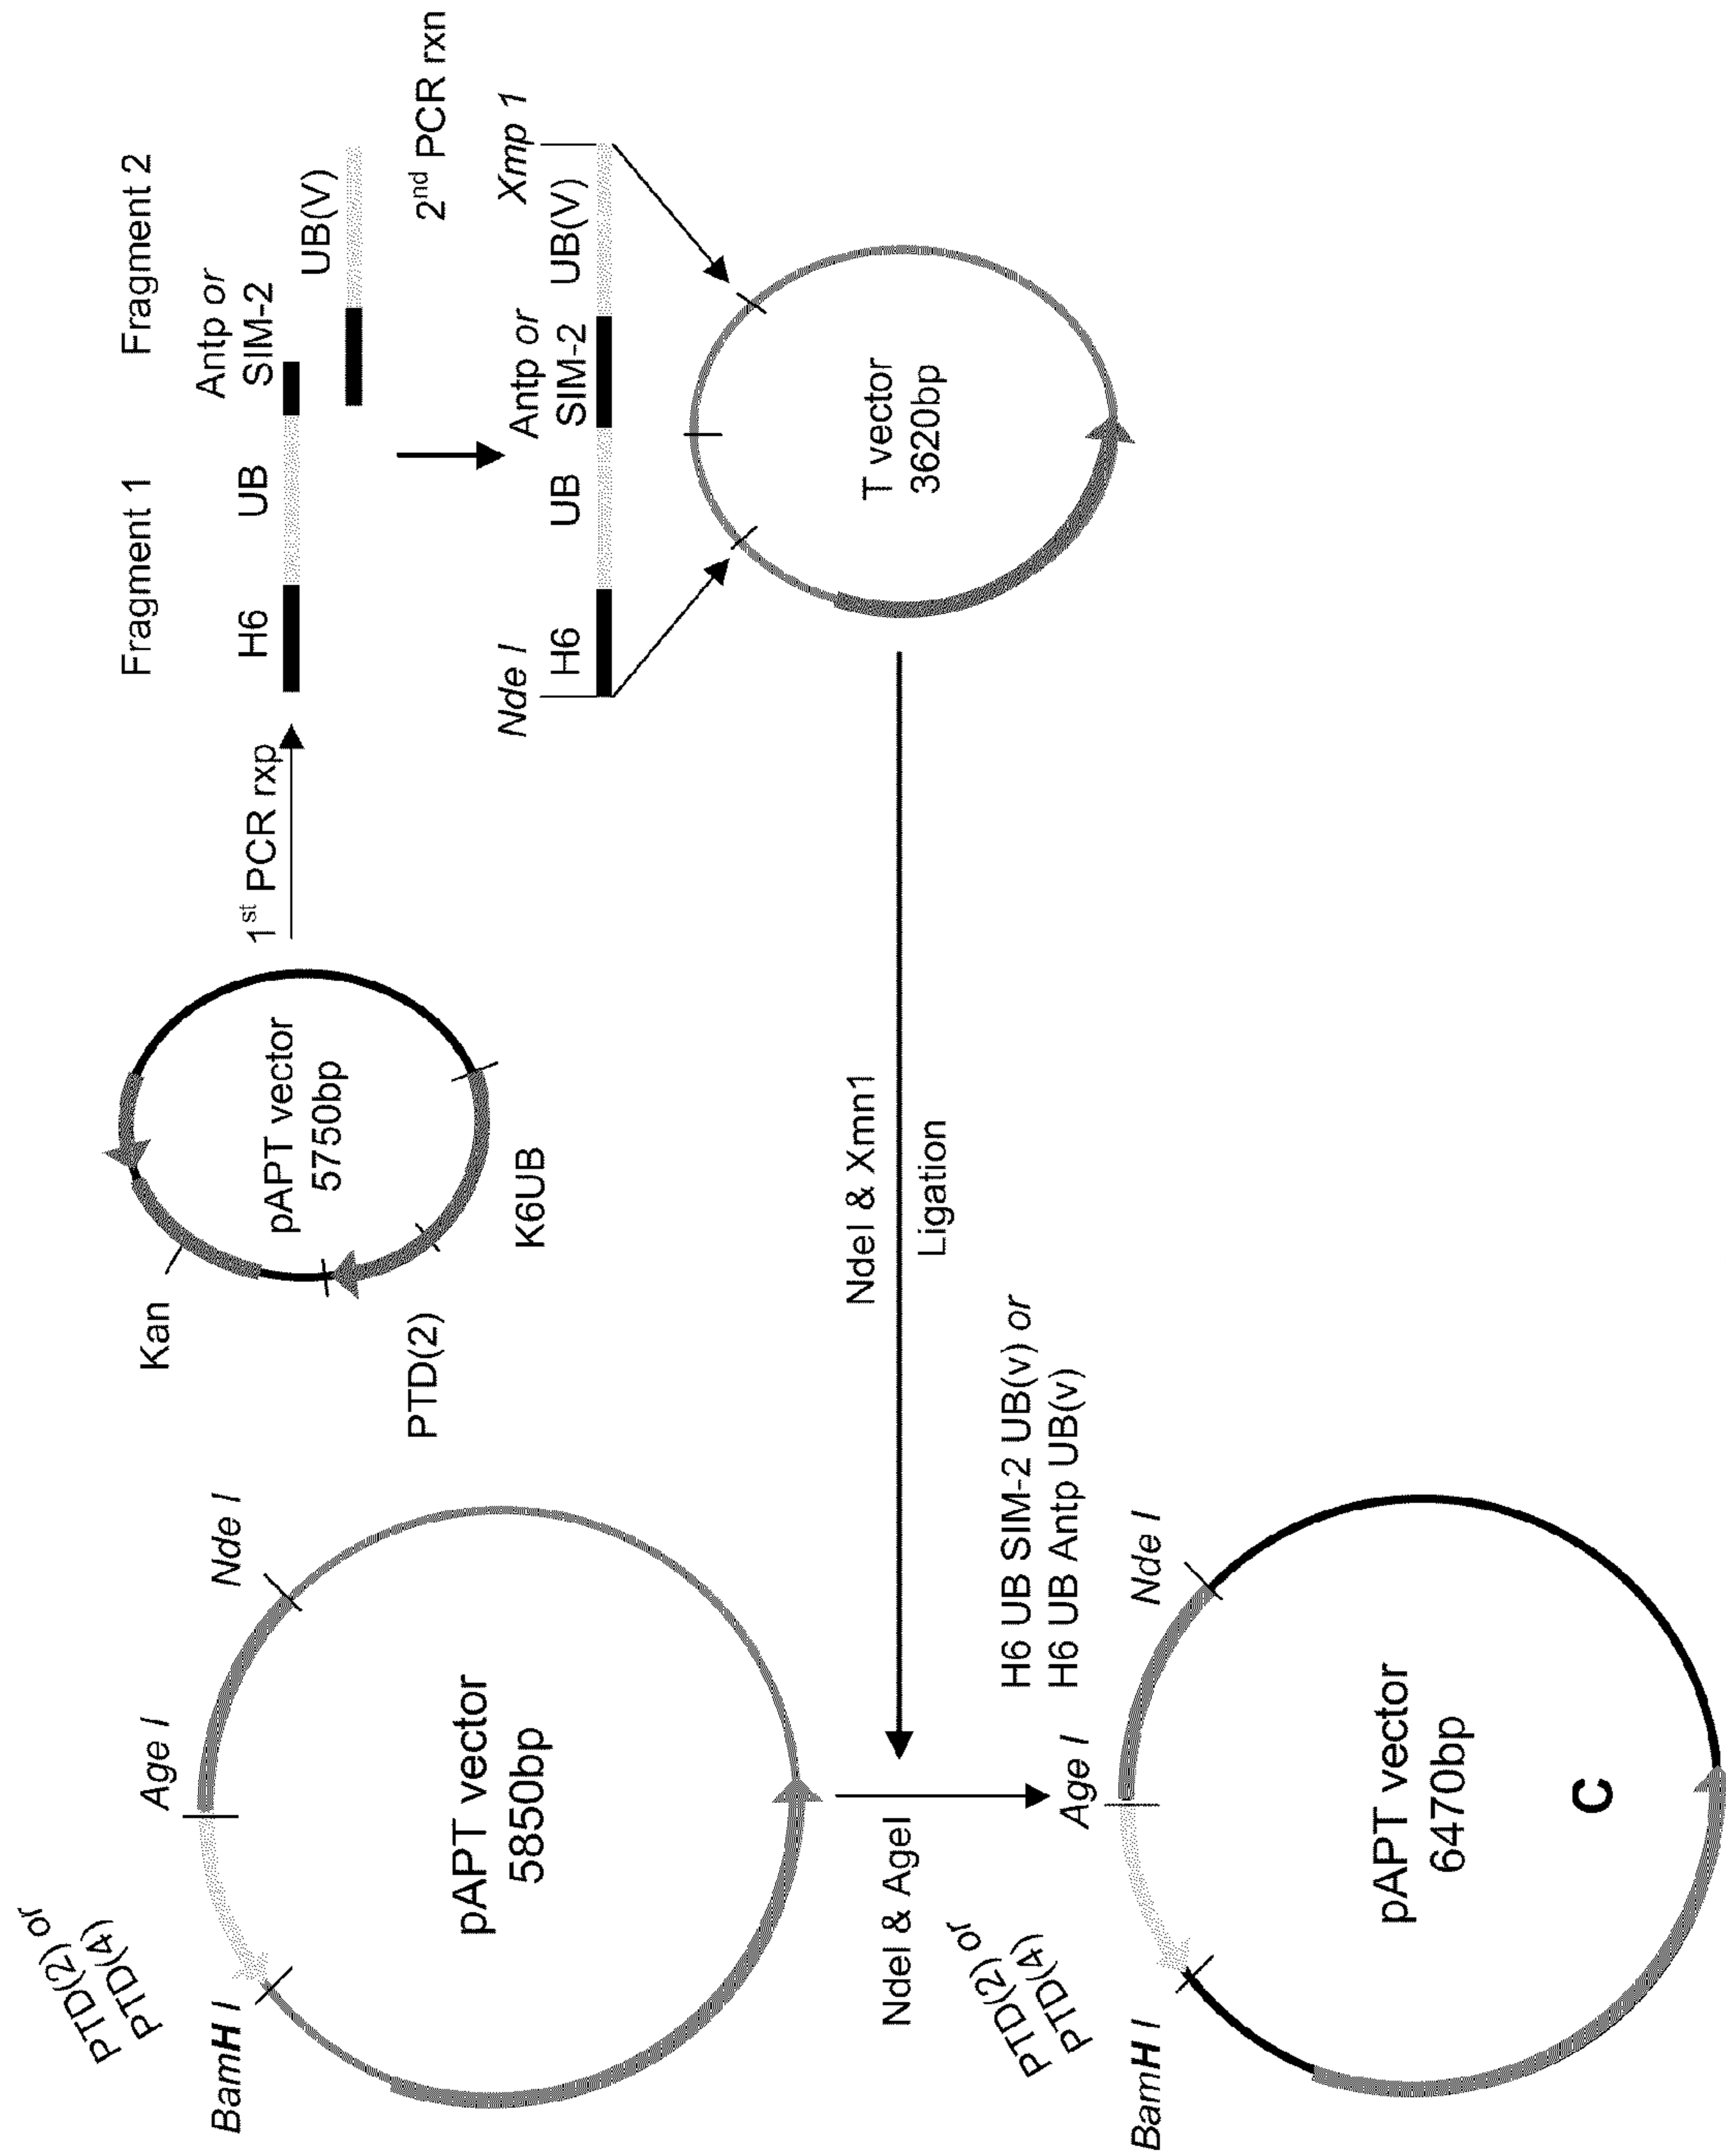 Fragment 1
Fragment 2
H6
UB
Antp or
SIM-2
UB(V)
1st PCR rxp
2nd PCR rxn
pAPT vector
5750bp
Kan
PTD(2)
K6UB
Nde I
H6
UB
Antp or
SIM-2
UB(V)
Xmp 1
T vector
3620bp
PTD(2) or
PTD(4)
BamH I
Age I
Nde I
pAPT vector
5850bp
NdeI & Xmn1
Ligation
NdeI & AgeI
H6 UB SIM-2 UB(v) or
H6 UB Antp UB(v)
PTD(2) or
PTD(4)
BamH I
Age I
Nde I
pAPT vector
6470bp
C